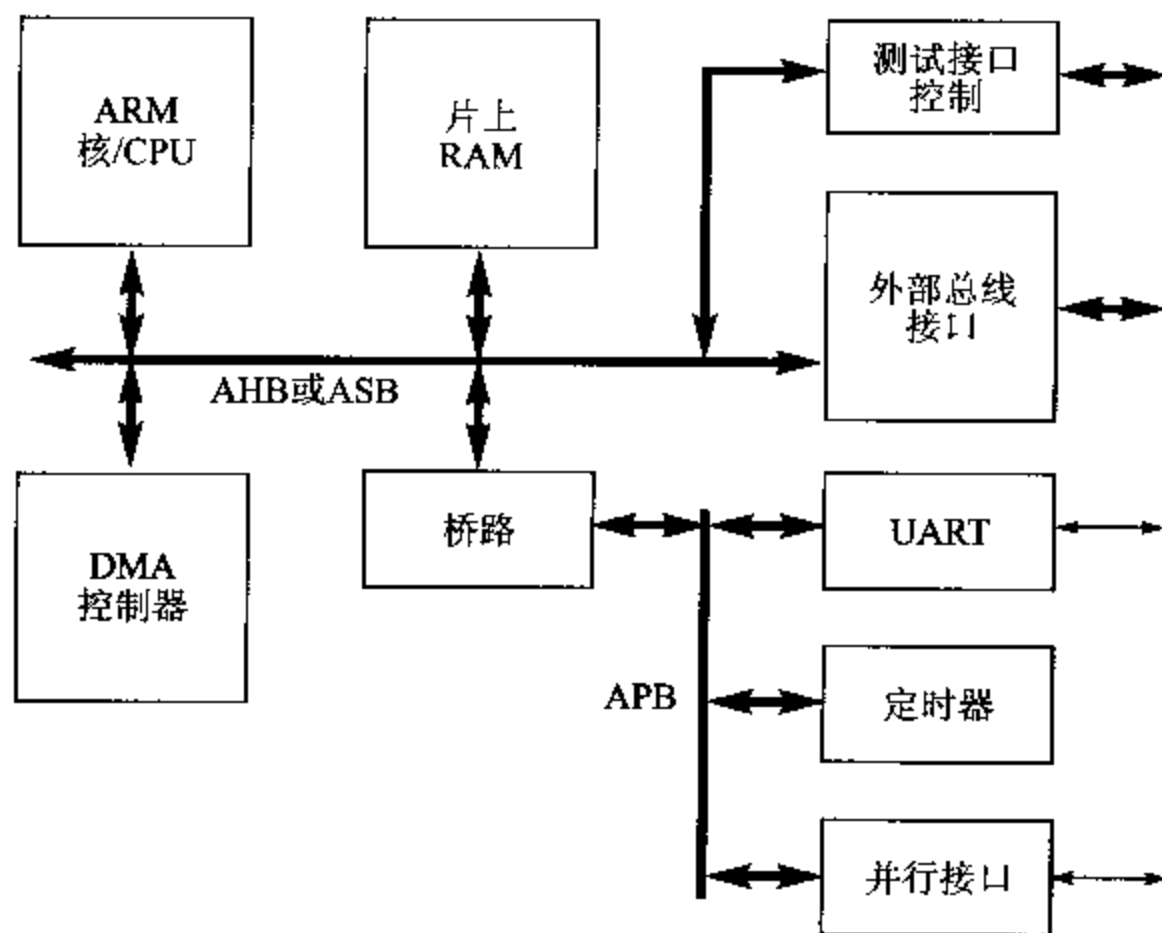 ARM
核/CPU
片上
RAM
测试接口
控制
外部总线
接口
AHB或ASB
DMA
控制器
桥路
UART
APB
定时器
并行接口